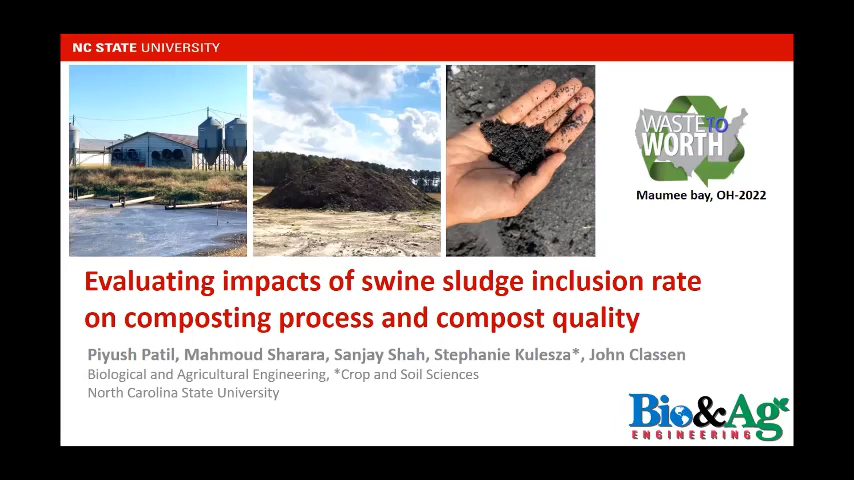 NC STATE UNIVERSITY
WASTE TO
WORTH
Maumee bay, OH-2022
Evaluating impacts of swine sludge inclusion rate
on composting process and compost quality
Piyush Patil, Mahmoud Sharara, Sanjay Shah, Stephanie Kulesza*, John Classen
Biological and Agricultural Engineering, *Crop and Soil Sciences
North Carolina State University
Bio&Ag
ENGINEERING